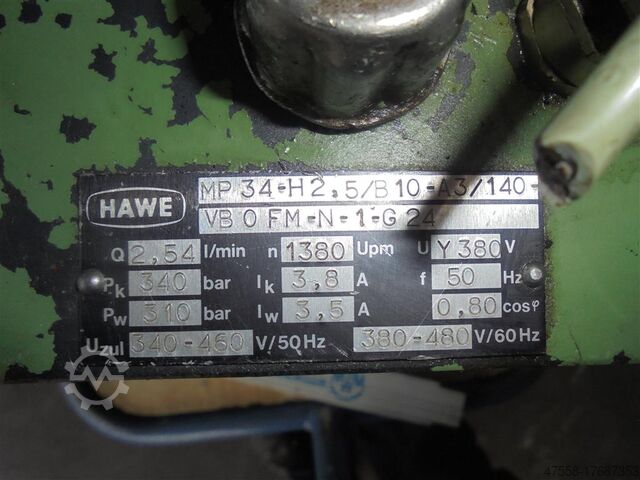 MP 34-H 2,5/B 10-A3/140-
HAWE
VB 0 FM-N-1-G 24
Q 2,54 l/min n 1380 Upm U Y 380 V
Pk 340 bar Ik 3,8 A f 50 Hz
Pw 310 bar Iw 3,5 A 0,80 cosφ
Uzul 340-460 V/50Hz 380-480 V/60Hz
47558-17687353